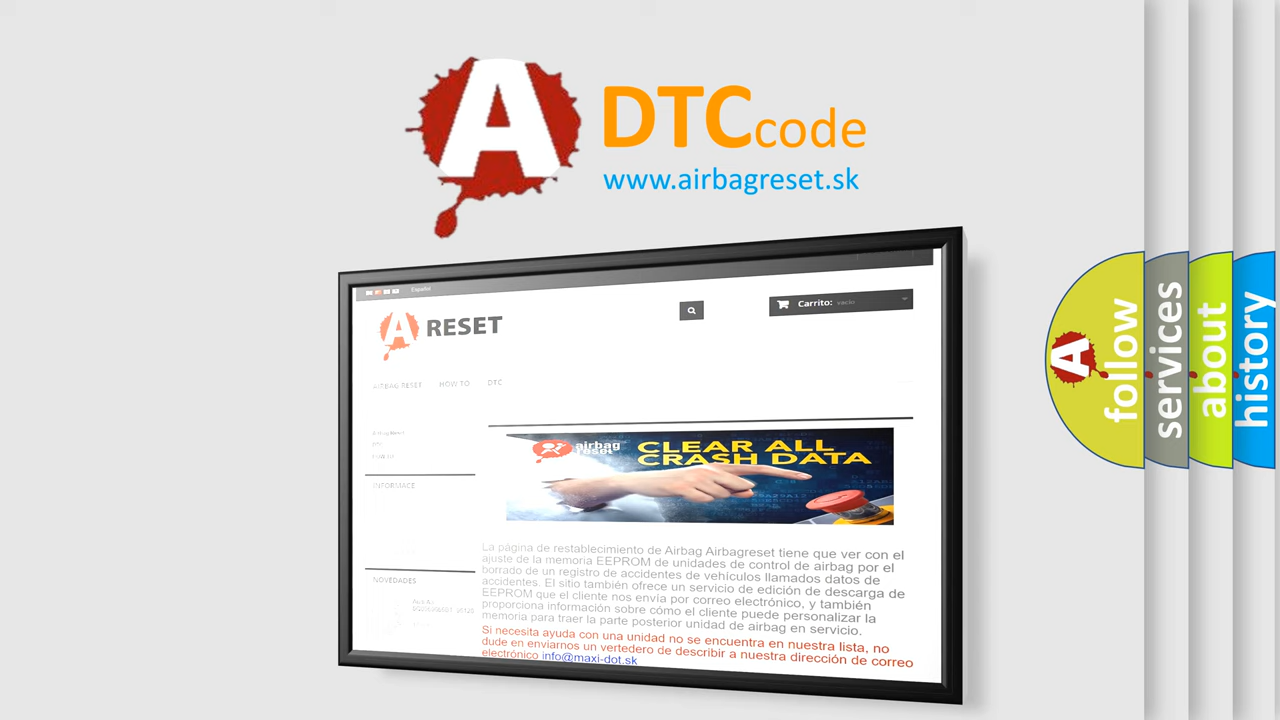 A
DTC code
www.airbagreset.sk
Español
A RESET
Carrito: vacío
AIRBAG RESET HOW TO DTC
INFORMACE
NOVEDADES
airbag
reset
CLEAR ALL
CRASH DATA
La página de restablecimiento de Airbag Airbagreset tiene que ver con el
ajuste de la memoria EEPROM de unidades de control de airbag por el
borrado de un registro de accidentes de vehículos llamados datos de
accidentes. El sitio también ofrece un servicio de edición de descarga de
EEPROM que el cliente nos envía por correo electrónico, y también
proporciona información sobre cómo el cliente puede personalizar la
memoria para traer la parte posterior unidad de airbag en servicio.
Si necesita ayuda con una unidad no se encuentra en nuestra lista, no
dude en enviarnos un vertedero de describir a nuestra dirección de correo
electrónico info@maxi-dot.sk
A
follow
services
about
history